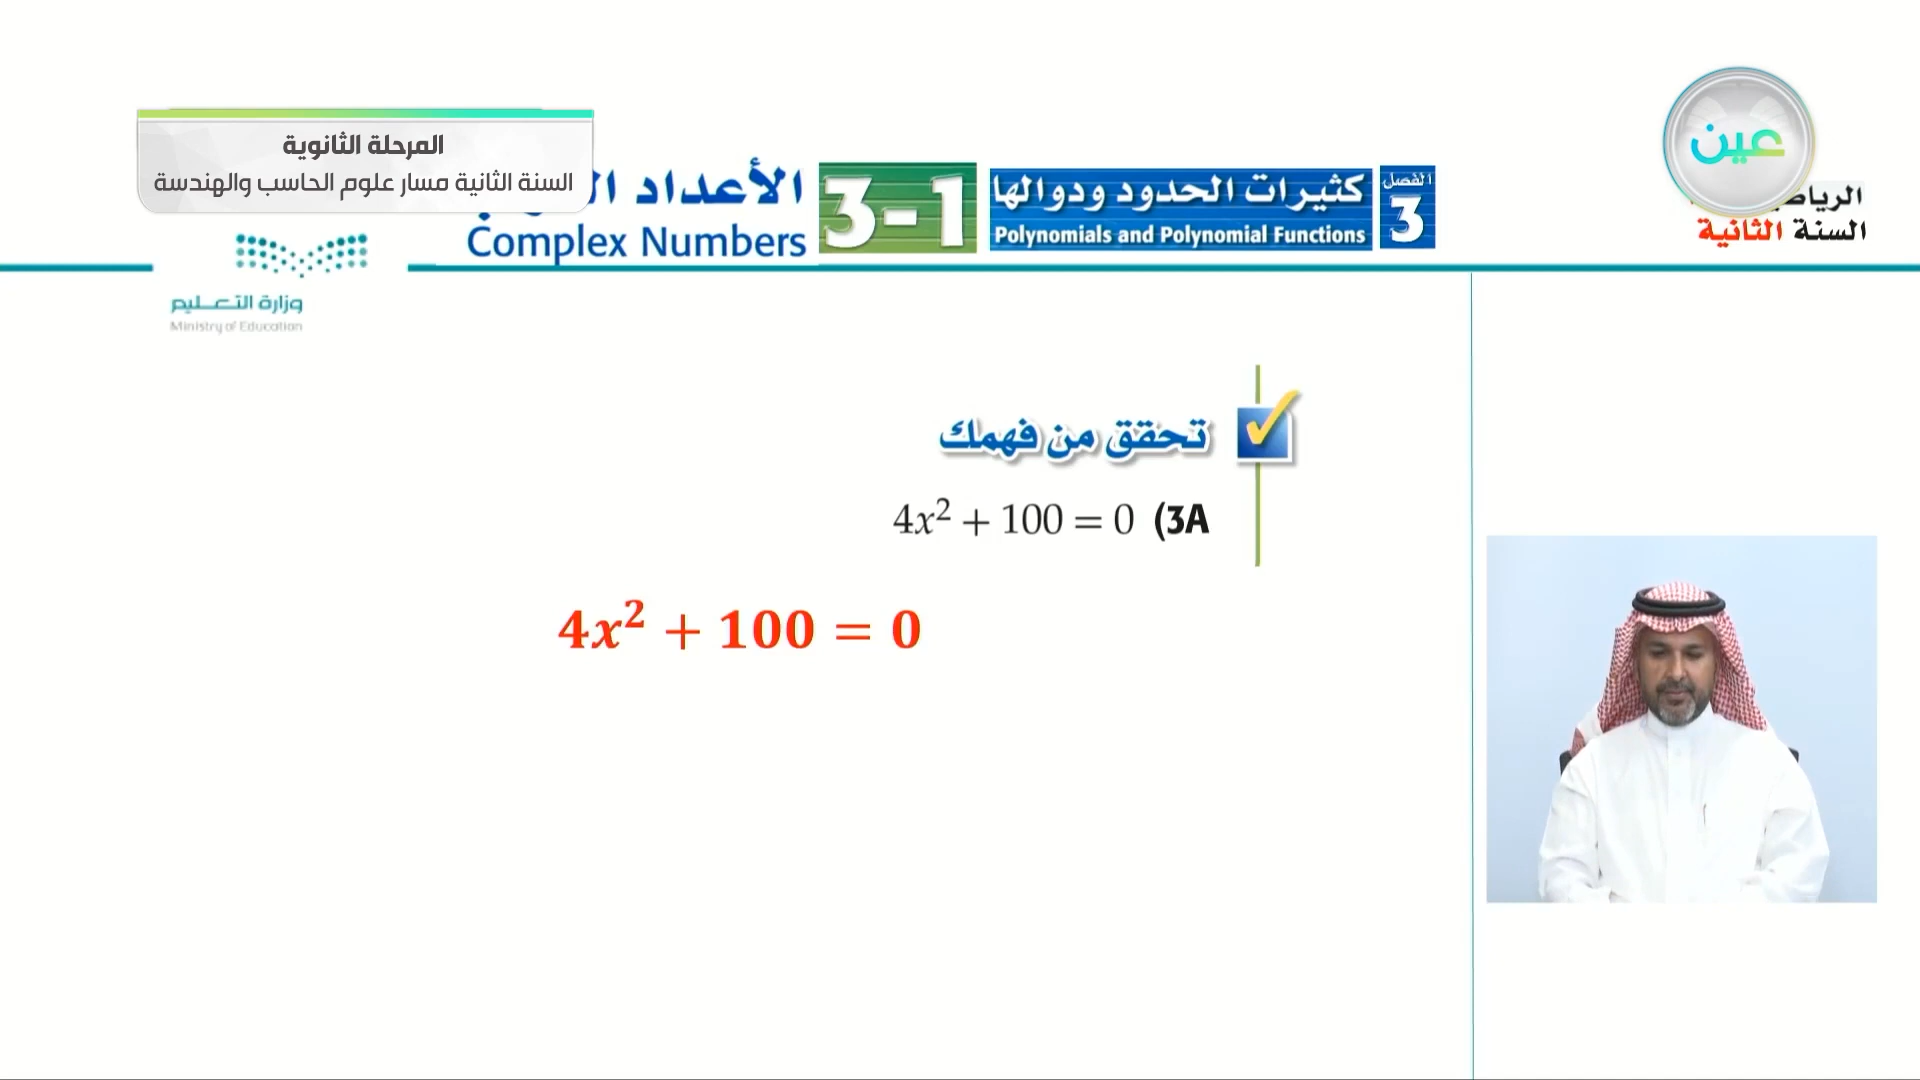 المرحلة الثانوية
السنة الثانية مسار علوم الحاسب والهندسة
عين
السنة الثانية
الفصل
3
كثيرات الحدود ودوالها
Polynomials and Polynomial Functions
3-1
الأعداد
Complex Numbers
وزارة التعليم
Ministry of Education
تحقق من فهمك
4x² + 100 = 0 (3A
4x² + 100 = 0